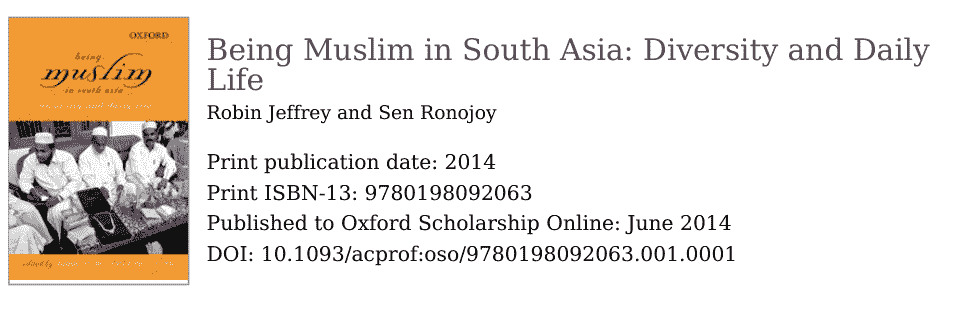 OXFORD
being
muslim
in south asia
edited by
Being Muslim in South Asia: Diversity and Daily
Life
Robin Jeffrey and Sen Ronojoy
Print publication date: 2014
Print ISBN-13: 9780198092063
Published to Oxford Scholarship Online: June 2014
DOI: 10.1093/acprof:oso/9780198092063.001.0001